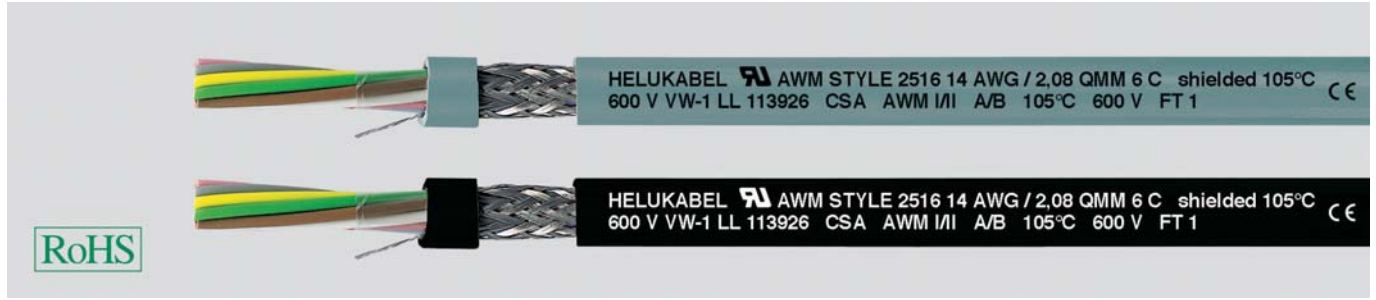 HELUKABEL RU AWM STYLE 2516 14 AWG / 2,08 QMM 6 C shielded 105°C
600 V VW-1 LL 113926 CSA AWM I/II A/B 105°C 600 V FT 1 CE
HELUKABEL RU AWM STYLE 2516 14 AWG / 2,08 QMM 6 C shielded 105°C
600 V VW-1 LL 113926 CSA AWM I/II A/B 105°C 600 V FT 1 CE
RoHS